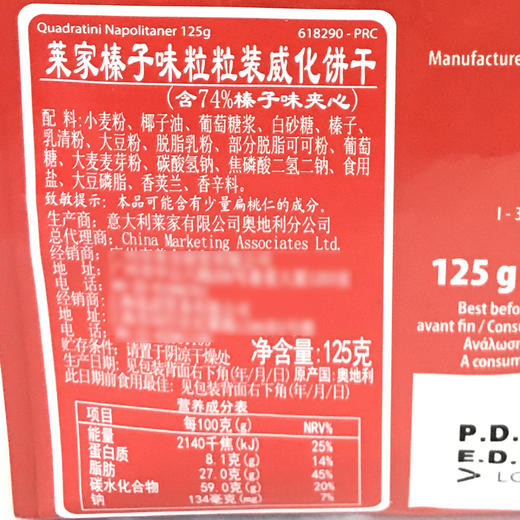 Quadratini Napolitaner 125g 618290 - PRC
莱家榛子味粒粒装威化饼干
(含74%榛子味夹心)
配 料:小麦粉、椰子油、葡萄糖浆、白砂糖、榛子、
乳清粉、大豆粉、脱脂乳粉、部分脱脂可可粉、葡萄
糖、大麦麦芽粉、碳酸氢钠、焦磷酸二氢二钠、食用
盐、大豆磷脂、香荚兰、香辛料。
致敏提示:本品可能含有少量扁桃仁的成分。
生产商:意大利莱家有限公司奥地利分公司
总代理商:China Marketing Associates Ltd.
经销商:
地 址:
电 话:
经销商:
地 址:
电 话:
贮存条件:请置于阴凉干燥处 净含量:125克
生产日期:见包装背面右下角(年/月/日)
此日期前食用最佳:见包装背面右下角(年/月/日) 原产国:奥地利
营养成分表
项目 每100克(g) NRV%
能量 2140千焦(kJ) 25%
蛋白质 8.1克(g) 14%
脂肪 27.0克(g) 45%
碳水化合物 59.0克(g) 20%
钠 134毫克(mg) 7%
Manufacture
I - 3
125 g
Best befo
avant fin / Consu
Ανάλωση
A consum
P.D.
E.D.
> LO